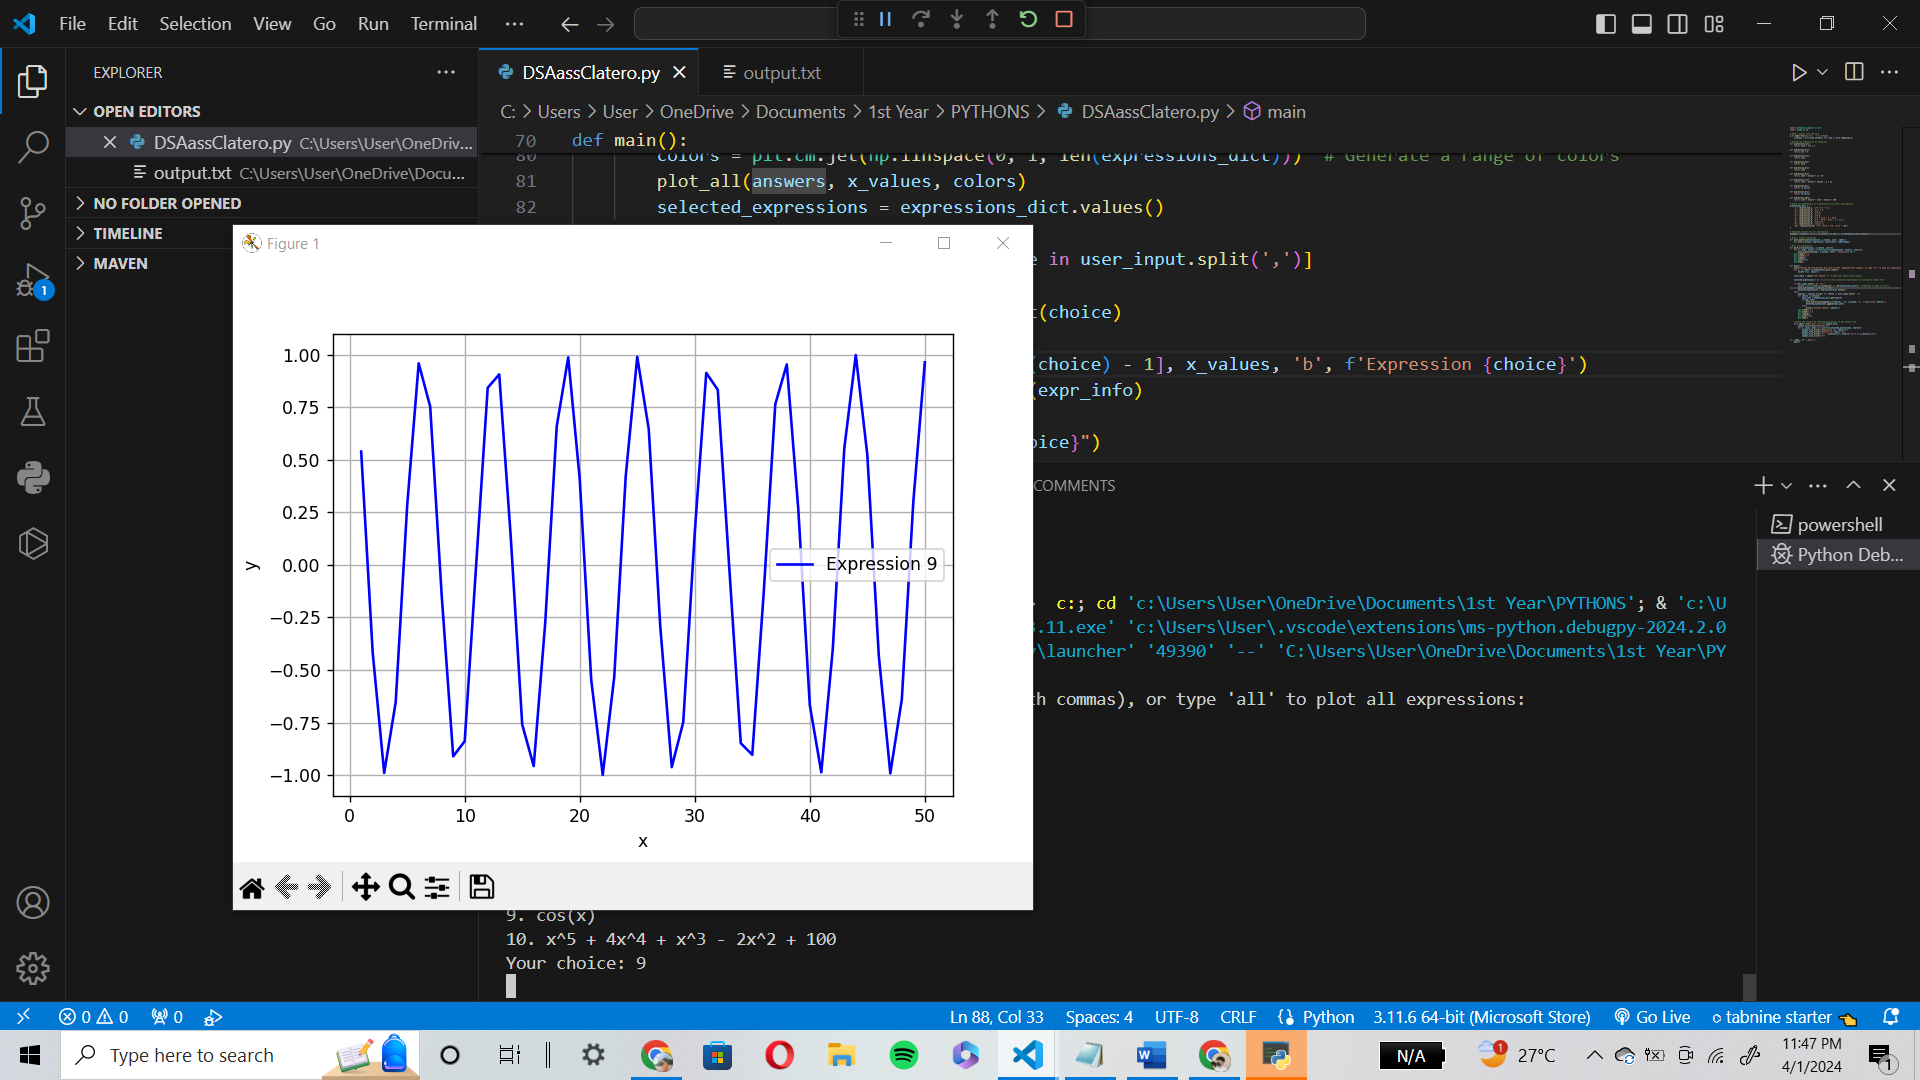 File Edit Selection View Go Run Terminal
EXPLORER
OPEN EDITORS
DSAassClatero.py C:\Users\User\OneDriv...
output.txt C:\Users\User\OneDrive\Docu...
NO FOLDER OPENED
TIMELINE
MAVEN
1
DSAassClatero.py
output.txt
C: > Users > User > OneDrive > Documents > 1st Year > PYTHONS > DSAassClatero.py > main
70 def main():
80 colors = plt.cm.jet(np.linspace(0, 1, len(expressions_dict))) # Generate a range of colors
81 plot_all(answers, x_values, colors)
82 selected_expressions = expressions_dict.values()
in user_input.split(',')]
(choice)
(choice) - 1], x_values, 'b', f'Expression {choice}')
(expr_info)
ice}")
Figure 1
1.00
0.75
0.50
0.25
0.00
−0.25
−0.50
−0.75
−1.00
y
Expression 9
0 10 20 30 40 50
x
COMMENTS
powershell
Python Deb...
c:; cd 'c:\Users\User\OneDrive\Documents\1st Year\PYTHONS'; & 'c:\U
.11.exe' 'c:\Users\User\.vscode\extensions\ms-python.debugpy-2024.2.0
\launcher' '49390' '--' 'C:\Users\User\OneDrive\Documents\1st Year\PY
h commas), or type 'all' to plot all expressions:
9. cos(x)
10. x^5 + 4x^4 + x^3 - 2x^2 + 100
Your choice: 9
0 0 0 Ln 88, Col 33 Spaces: 4 UTF-8 CRLF Python 3.11.6 64-bit (Microsoft Store) Go Live tabnine starter
Type here to search
N/A
1
27°C
11:47 PM
4/1/2024
1